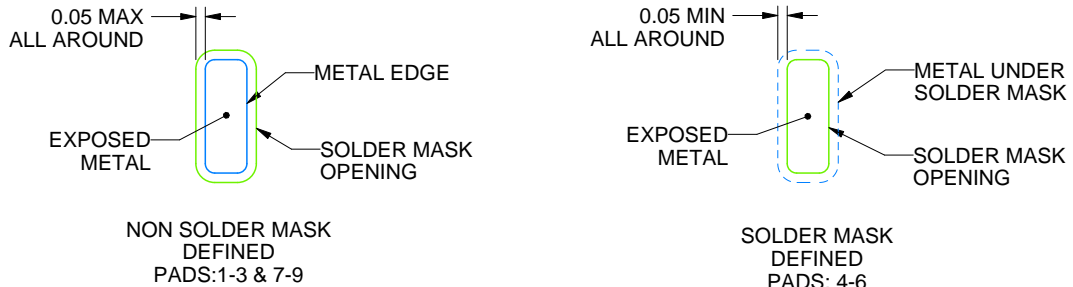 0.05 MAX
ALL AROUND
METAL EDGE
EXPOSED
METAL
SOLDER MASK
OPENING
NON SOLDER MASK
DEFINED
PADS:1-3 & 7-9
0.05 MIN
ALL AROUND
METAL UNDER
SOLDER MASK
EXPOSED
METAL
SOLDER MASK
OPENING
SOLDER MASK
DEFINED
PADS: 4-6